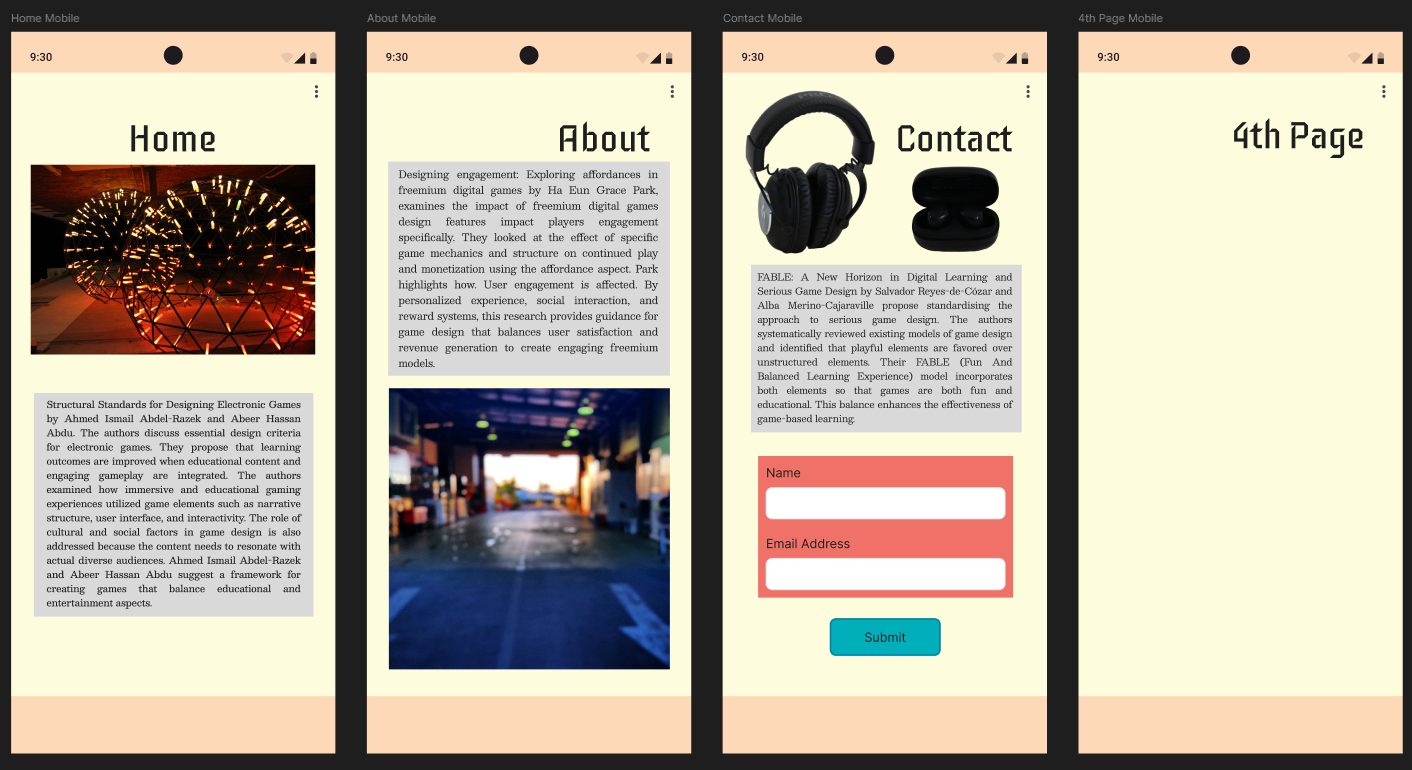 Home Mobile
9:30
Home
Structural Standards for Designing Electronic Games
by Ahmed Ismail Abdel-Razek and Abeer Hassan
Abdu. The authors discuss essential design criteria
for electronic games. They propose that learning
outcomes are improved when educational content and
engaging gameplay are integrated. The authors
examined how immersive and educational gaming
experiences utilized game elements such as narrative
structure, user interface, and interactivity. The role of
cultural and social factors in game design is also
addressed because the content needs to resonate with
actual diverse audiences. Ahmed Ismail Abdel-Razek
and Abeer Hassan Abdu suggest a framework for
creating games that balance educational and
entertainment aspects.
About Mobile
9:30
About
Designing engagement: Exploring affordances in
freemium digital games by Ha Eun Grace Park,
examines the impact of freemium digital games
design features impact players engagement
specifically. They looked at the effect of specific
game mechanics and structure on continued play
and monetization using the affordance aspect. Park
highlights how. User engagement is affected. By
personalized experience, social interaction, and
reward systems, this research provides guidance for
game design that balances user satisfaction and
revenue generation to create engaging freemium
models.
Contact Mobile
9:30
Contact
FABLE: A New Horizon in Digital Learning and
Serious Game Design by Salvador Reyes-de-Cózar and
Alba Merino-Cajaraville propose standardising the
approach to serious game design. The authors
systematically reviewed existing models of game design
and identified that playful elements are favored over
unstructured elements. Their FABLE (Fun And
Balanced Learning Experience) model incorporates
both elements so that games are both fun and
educational. This balance enhances the effectiveness of
game-based learning.
Name
Email Address
Submit
4th Page Mobile
9:30
4th Page